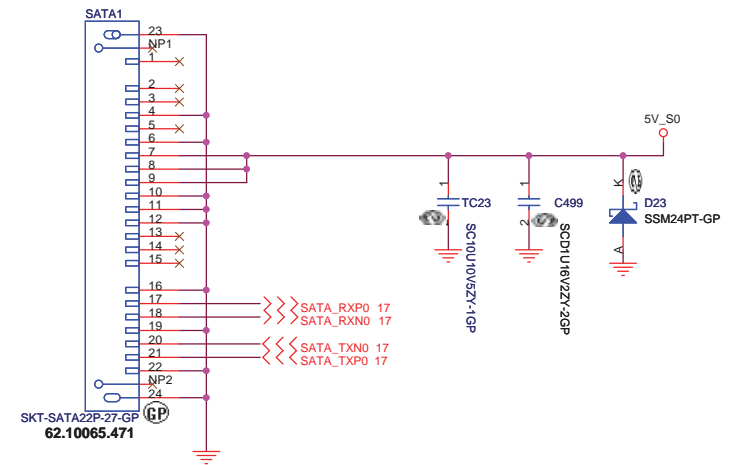 SATA1
23
NP1
1
2
3
4
5
6
7
8
9
10
11
12
13
14
15
16
17
18
19
20
21
22
NP2
24
SATA_RXP0 17
SATA_RXN0 17
SATA_TXN0 17
SATA_TXP0 17
SKT-SATA22P-27-GP
GP
62.10065.471
5V_S0
1
TC23
2
SC10U10V5ZY-1GP
1
C499
2
SCD1U16V2ZY-2GP
K
D23
SSM24PT-GP
A